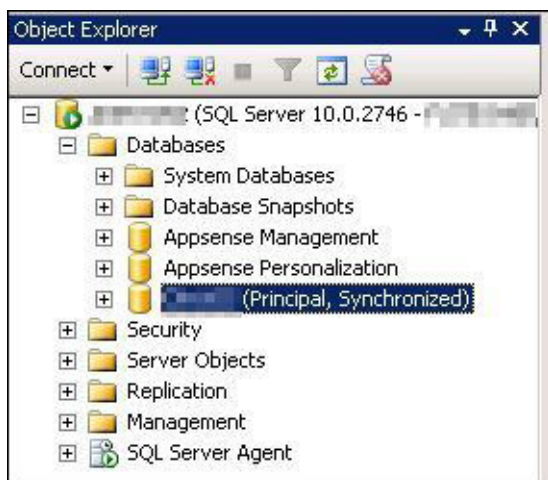 Object Explorer
Connect
(SQL Server 10.0.2746 -
Databases
System Databases
Database Snapshots
Appsense Management
Appsense Personalization
(Principal, Synchronized)
Security
Server Objects
Replication
Management
SQL Server Agent